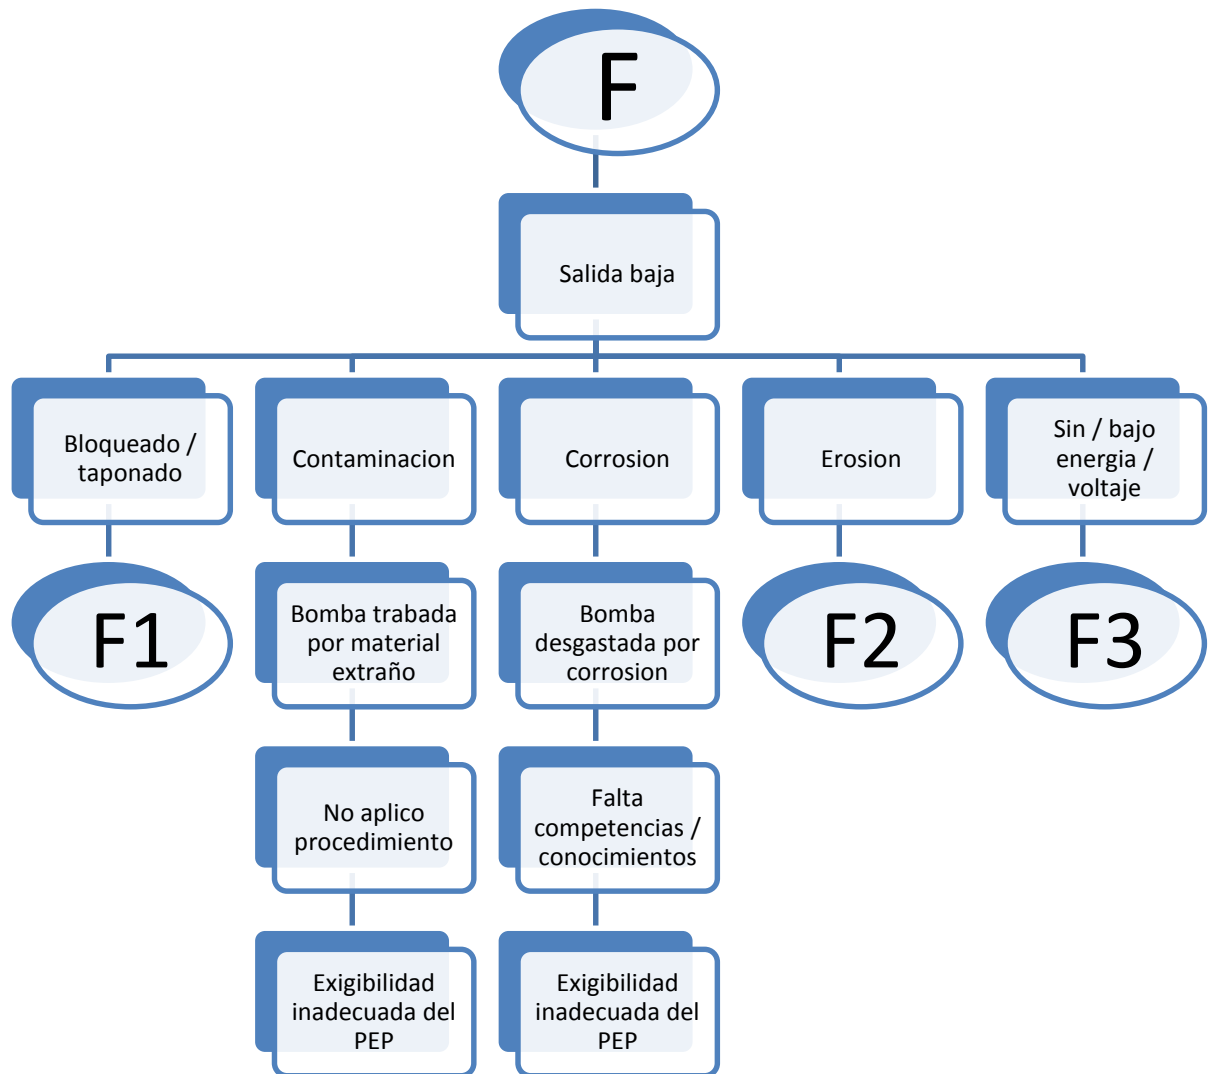 F
Salida baja
Bloqueado /
taponado
Contaminacion
Corrosion
Erosion
Sin / bajo
energia /
voltaje
F1
Bomba trabada
por material
extraño
Bomba
desgastada por
corrosion
F2
F3
No aplico
procedimiento
Falta
competencias /
conocimientos
Exigibilidad
inadecuada del
PEP
Exigibilidad
inadecuada del
PEP